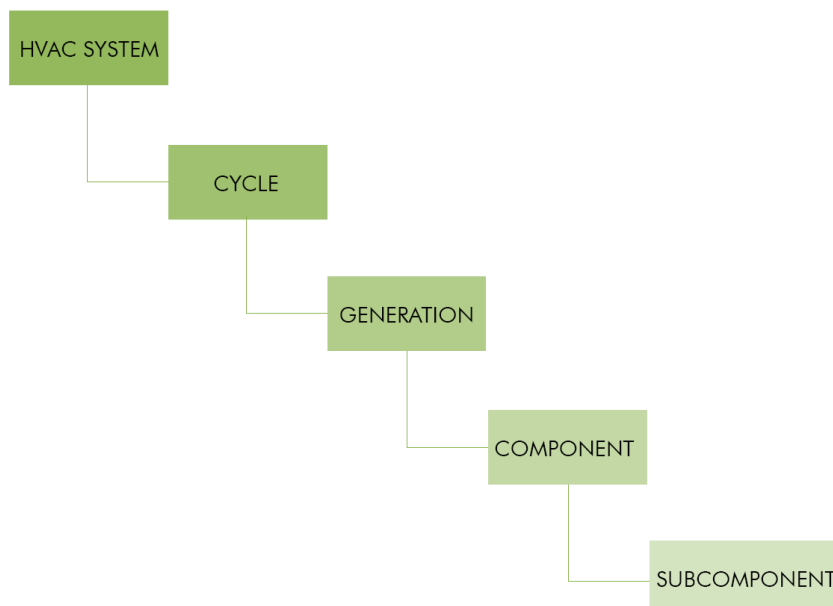 HVAC SYSTEM
CYCLE
GENERATION
COMPONENT
SUBCOMPONENT